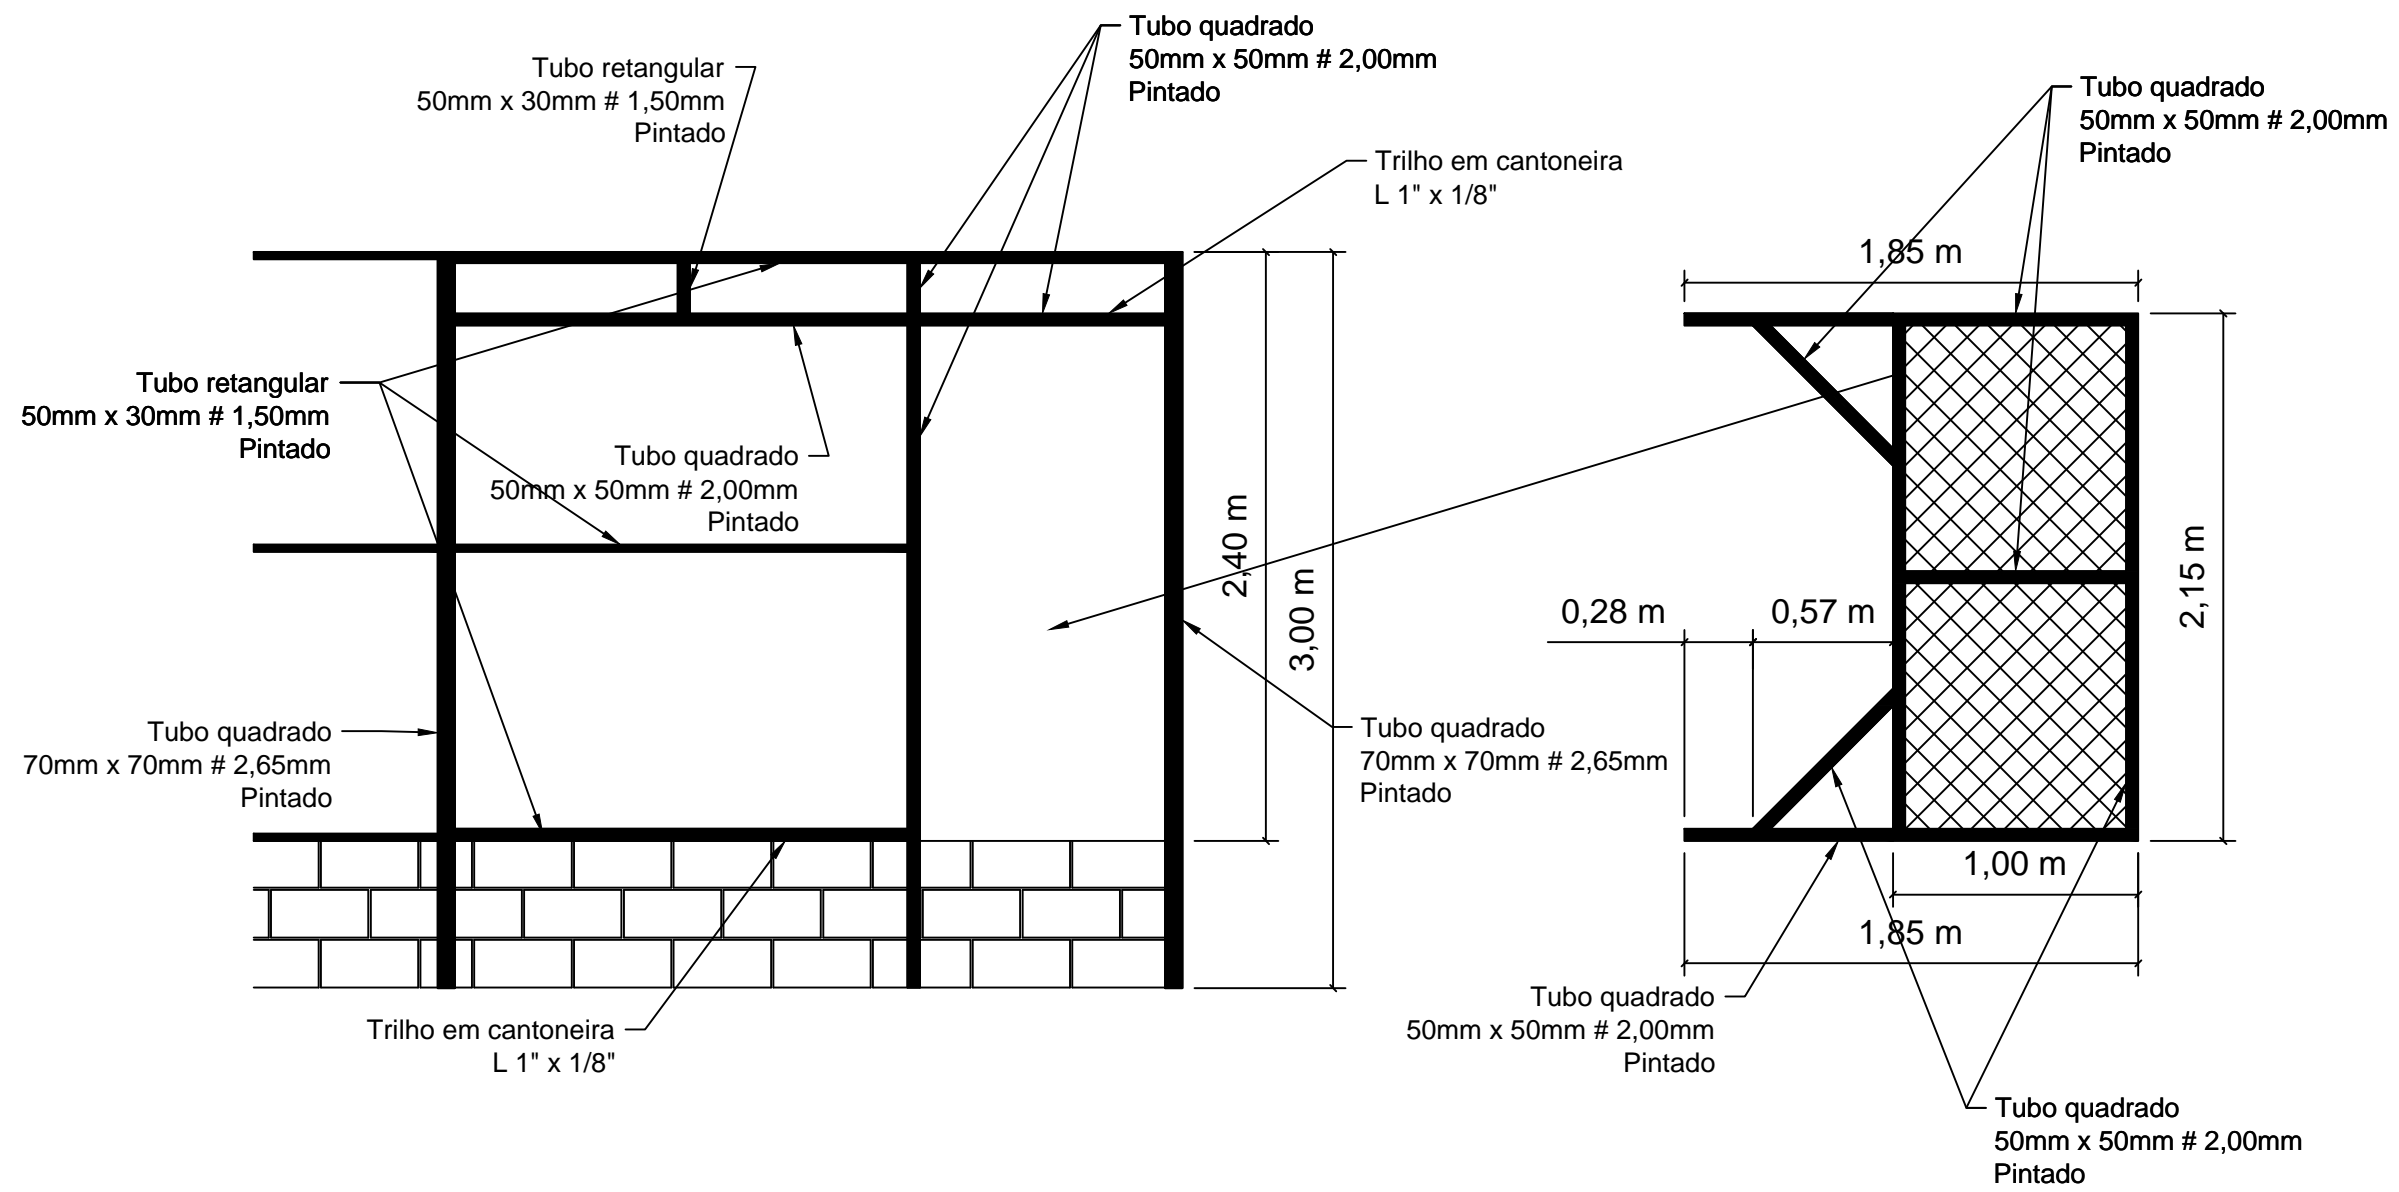 Tubo quadrado
50mm x 50mm # 2,00mm
Pintado
Tubo retangular
50mm x 30mm # 1,50mm
Pintado
Tubo quadrado
50mm x 50mm # 2,00mm
Pintado
Trilho em cantoneira
L 1" x 1/8"
1,85 m
Tubo retangular
50mm x 30mm # 1,50mm
Pintado
Tubo quadrado
50mm x 50mm # 2,00mm
Pintado
2,40 m
3,00 m
2,15 m
0,28 m
0,57 m
Tubo quadrado
70mm x 70mm # 2,65mm
Pintado
Tubo quadrado
70mm x 70mm # 2,65mm
Pintado
1,00 m
1,85 m
Tubo quadrado
50mm x 50mm # 2,00mm
Pintado
Trilho em cantoneira
L 1" x 1/8"
Tubo quadrado
50mm x 50mm # 2,00mm
Pintado